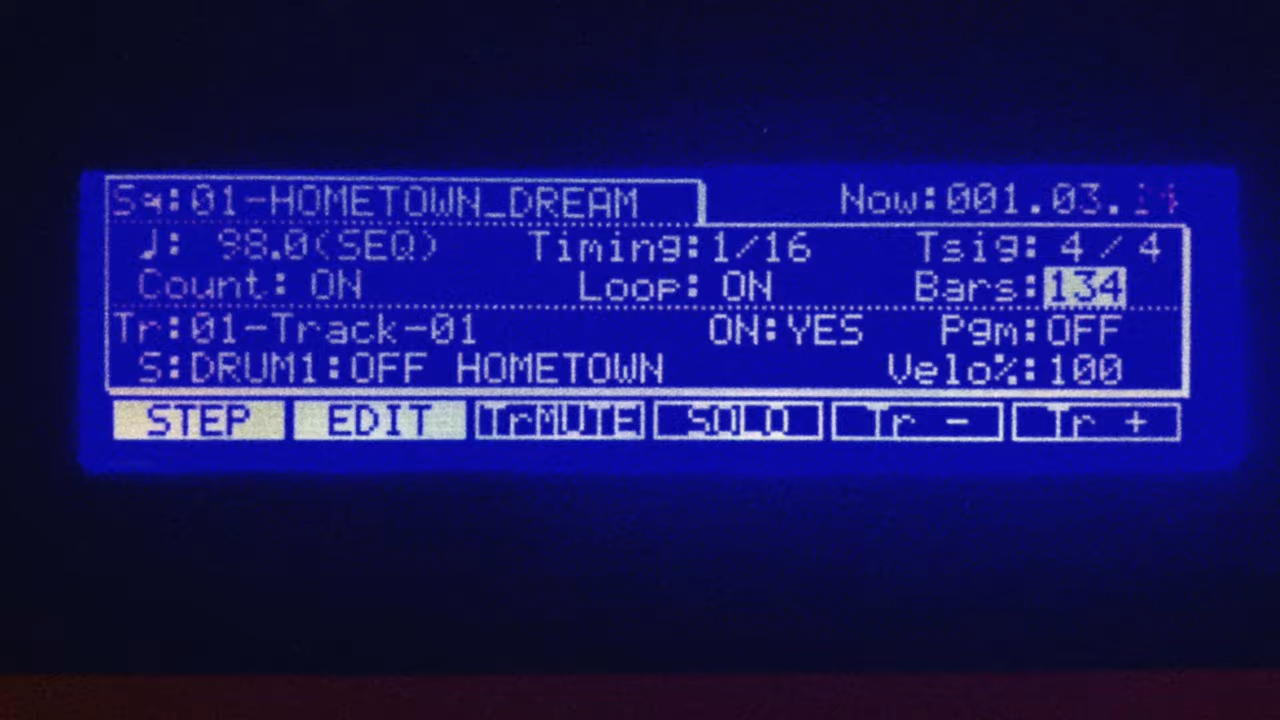 Sq:01-HOMETOWN_DREAM Now:001.03.
♩: 98.0(SEQ) Timing:1/16 Tsig: 4/ 4
Count: ON Loop: ON Bars:134
Tr:01-Track-01 ON:YES Pgm:OFF
S:DRUM1:OFF HOMETOWN Velo%:100
STEP EDIT TrMUTE SOLO Tr - Tr +